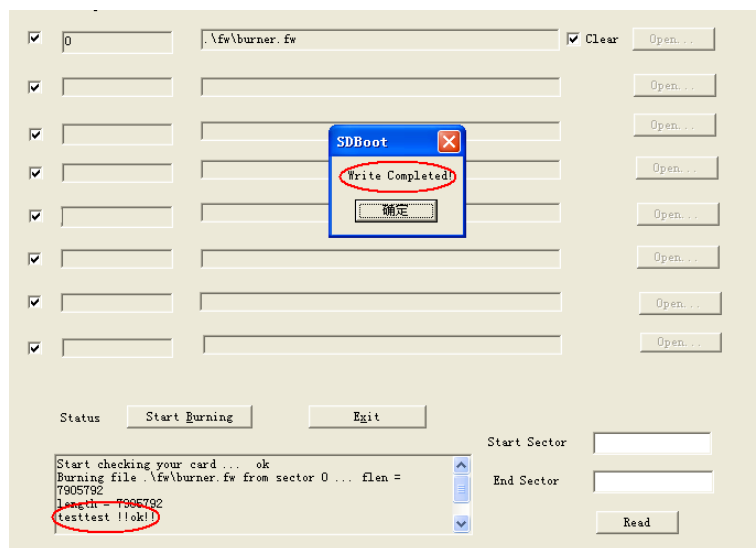 0
.\fw\burner.fw
Clear
Open...
Open...
Open...
SDBoot
Write Completed!
Open...
确定
Open...
Open...
Open...
Open...
Status
Start Burning
Exit
Start Sector
Start checking your card ... ok
Burning file .\fw\burner.fw from sector 0 ... flen =
7905792
length = 7905792
testtest !!ok!!
End Sector
Read